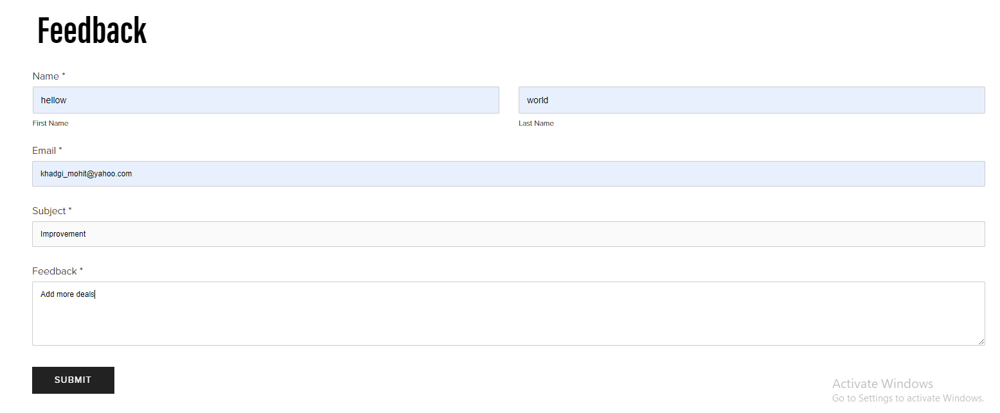 Feedback
Name *
hellow world
First Name Last Name
Email *
khadgi_mohit@yahoo.com
Subject *
Improvement
Feedback *
Add more deals
SUBMIT
Activate Windows
Go to Settings to activate Windows.